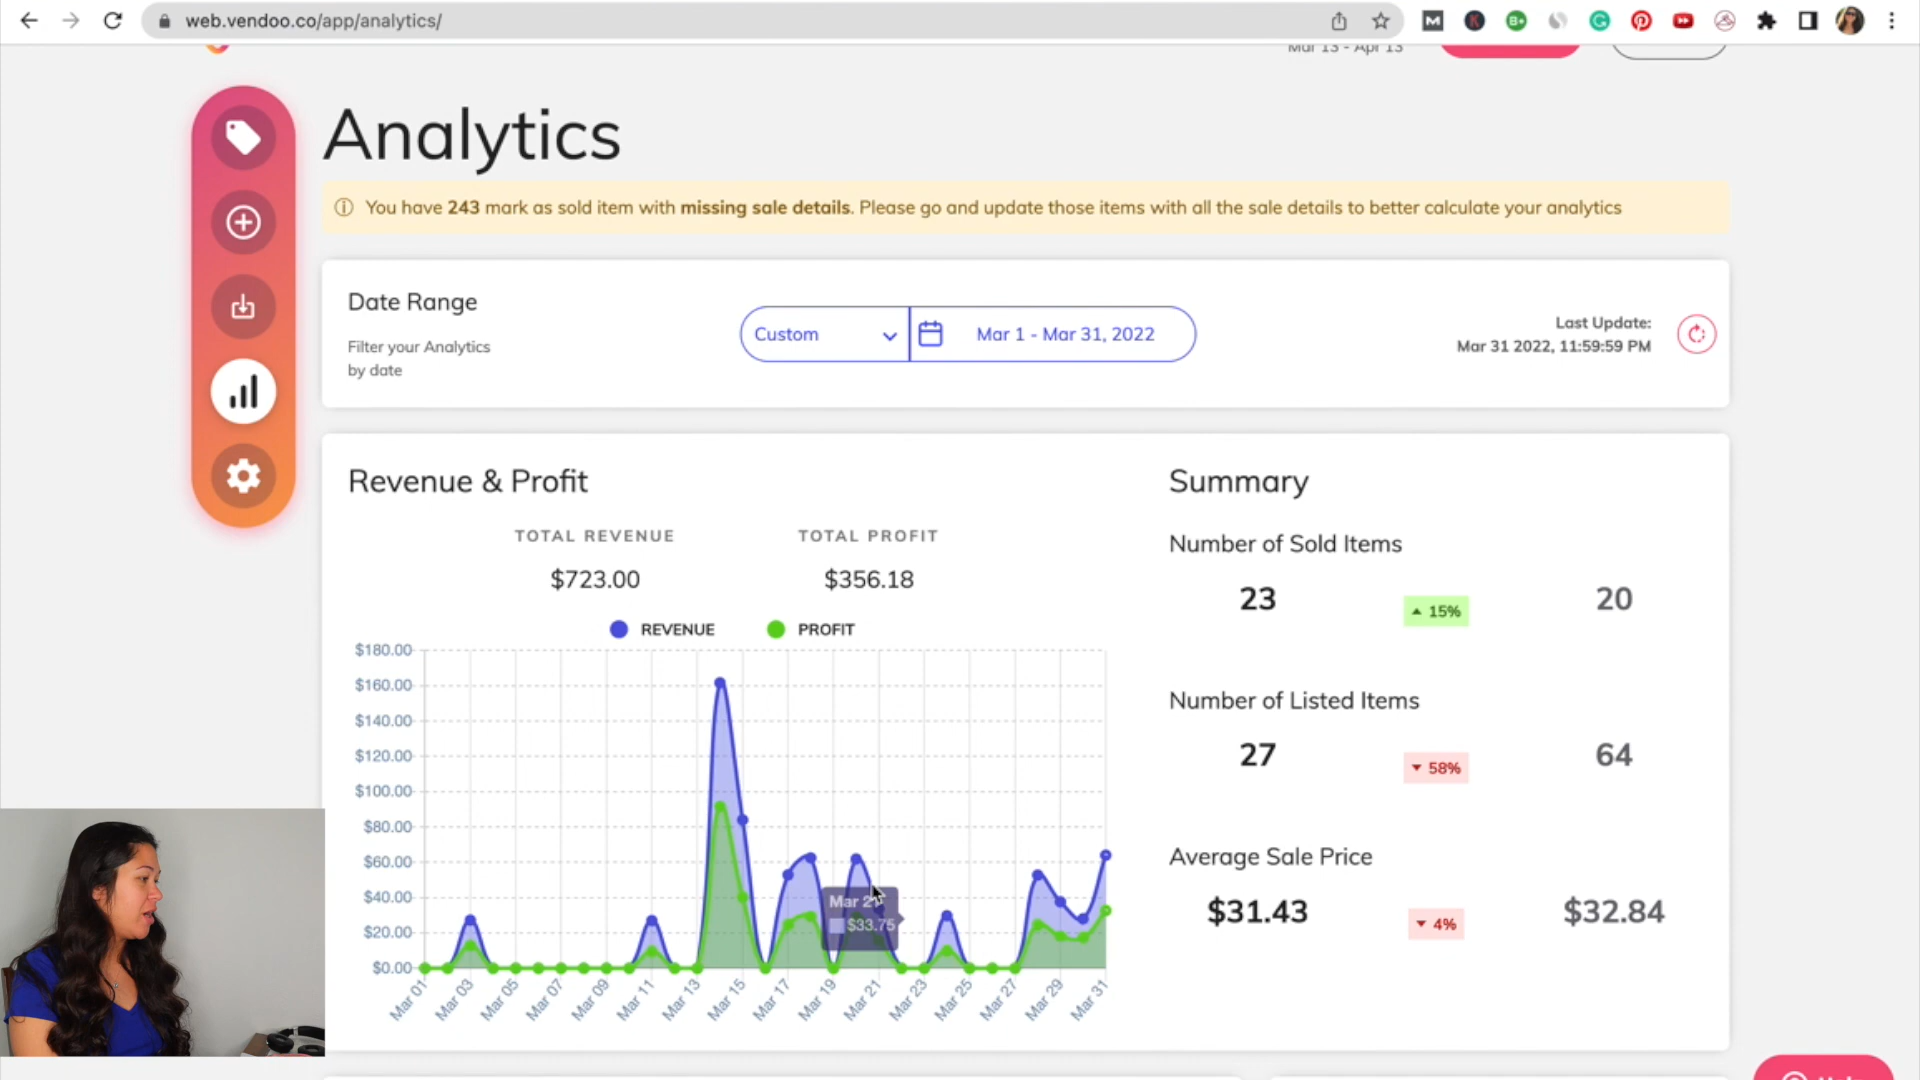 web.vendoo.co/app/analytics/
Mar 13 - Apr 13
Analytics
You have 243 mark as sold item with missing sale details. Please go and update those items with all the sale details to better calculate your analytics
Date Range
Filter your Analytics
by date
Custom
Mar 1 - Mar 31, 2022
Last Update:
Mar 31 2022, 11:59:59 PM
Revenue & Profit
TOTAL REVENUE
TOTAL PROFIT
$723.00
$356.18
REVENUE
PROFIT
$180.00
$160.00
$140.00
$120.00
$100.00
$80.00
$60.00
$40.00
$20.00
$0.00
Mar 01
Mar 03
Mar 05
Mar 07
Mar 09
Mar 11
Mar 13
Mar 15
Mar 17
Mar 19
Mar 21
Mar 23
Mar 25
Mar 27
Mar 29
Mar 31
$33.75
Summary
Number of Sold Items
23
15%
20
Number of Listed Items
27
58%
64
Average Sale Price
$31.43
4%
$32.84